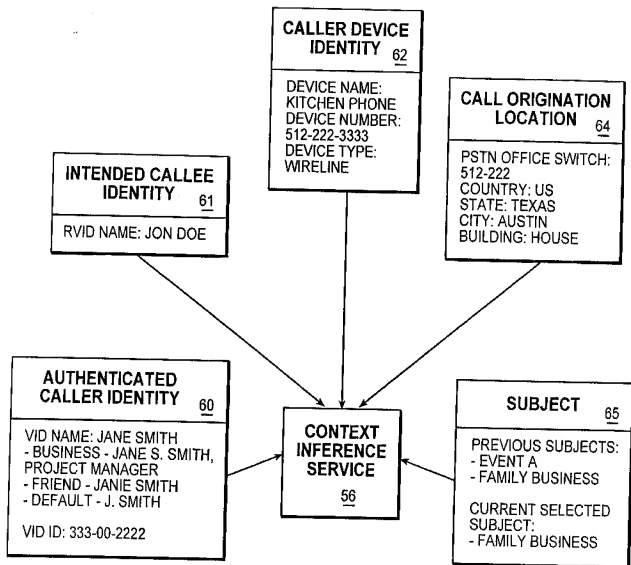 CALLER DEVICE
IDENTITY
62
DEVICE NAME:
KITCHEN PHONE
DEVICE NUMBER:
512-222-3333
DEVICE TYPE:
WIRELINE
CALL ORIGINATION
LOCATION
64
PSTN OFFICE SWITCH:
512-222
COUNTRY: US
STATE: TEXAS
CITY: AUSTIN
BUILDING: HOUSE
INTENDED CALLEE
IDENTITY
61
RVID NAME: JON DOE
AUTHENTICATED
CALLER IDENTITY
60
VID NAME: JANE SMITH
- BUSINESS - JANE S. SMITH,
PROJECT MANAGER
- FRIEND - JANIE SMITH
- DEFAULT - J. SMITH
VID ID: 333-00-2222
CONTEXT
INFERENCE
SERVICE
56
SUBJECT
65
PREVIOUS SUBJECTS:
- EVENT A
- FAMILY BUSINESS
CURRENT SELECTED
SUBJECT:
- FAMILY BUSINESS